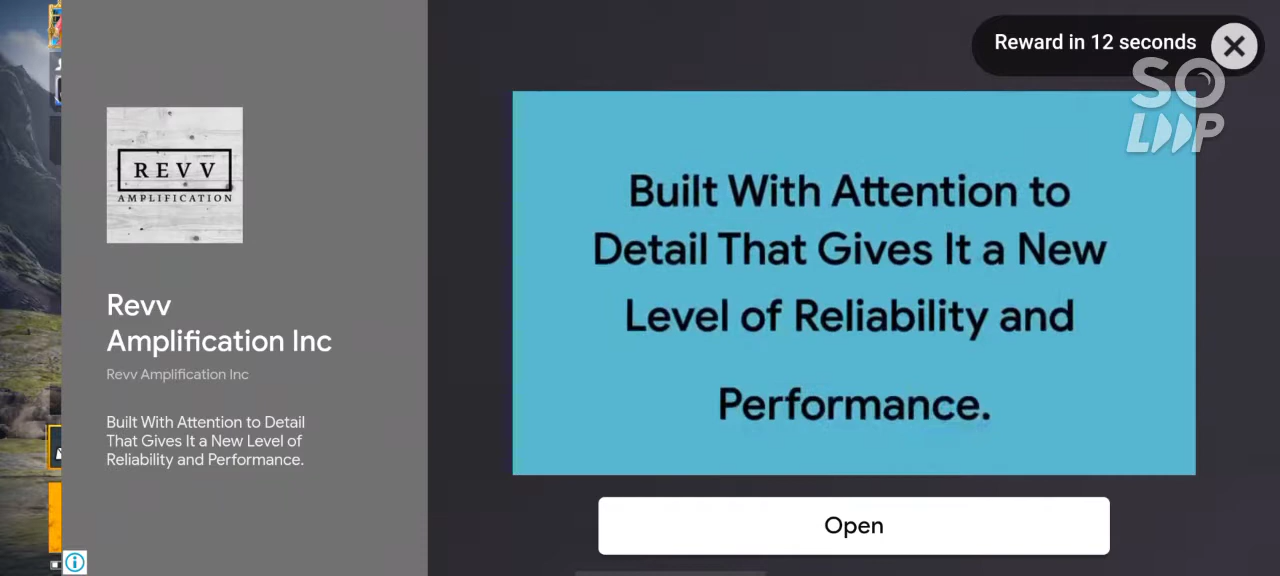 Reward in 12 seconds
SO
LOOP
REVV
AMPLIFICATION
Revv
Amplification Inc
Revv Amplification Inc
Built With Attention to Detail
That Gives It a New Level of
Reliability and Performance.
Built With Attention to
Detail That Gives It a New
Level of Reliability and
Performance.
Open